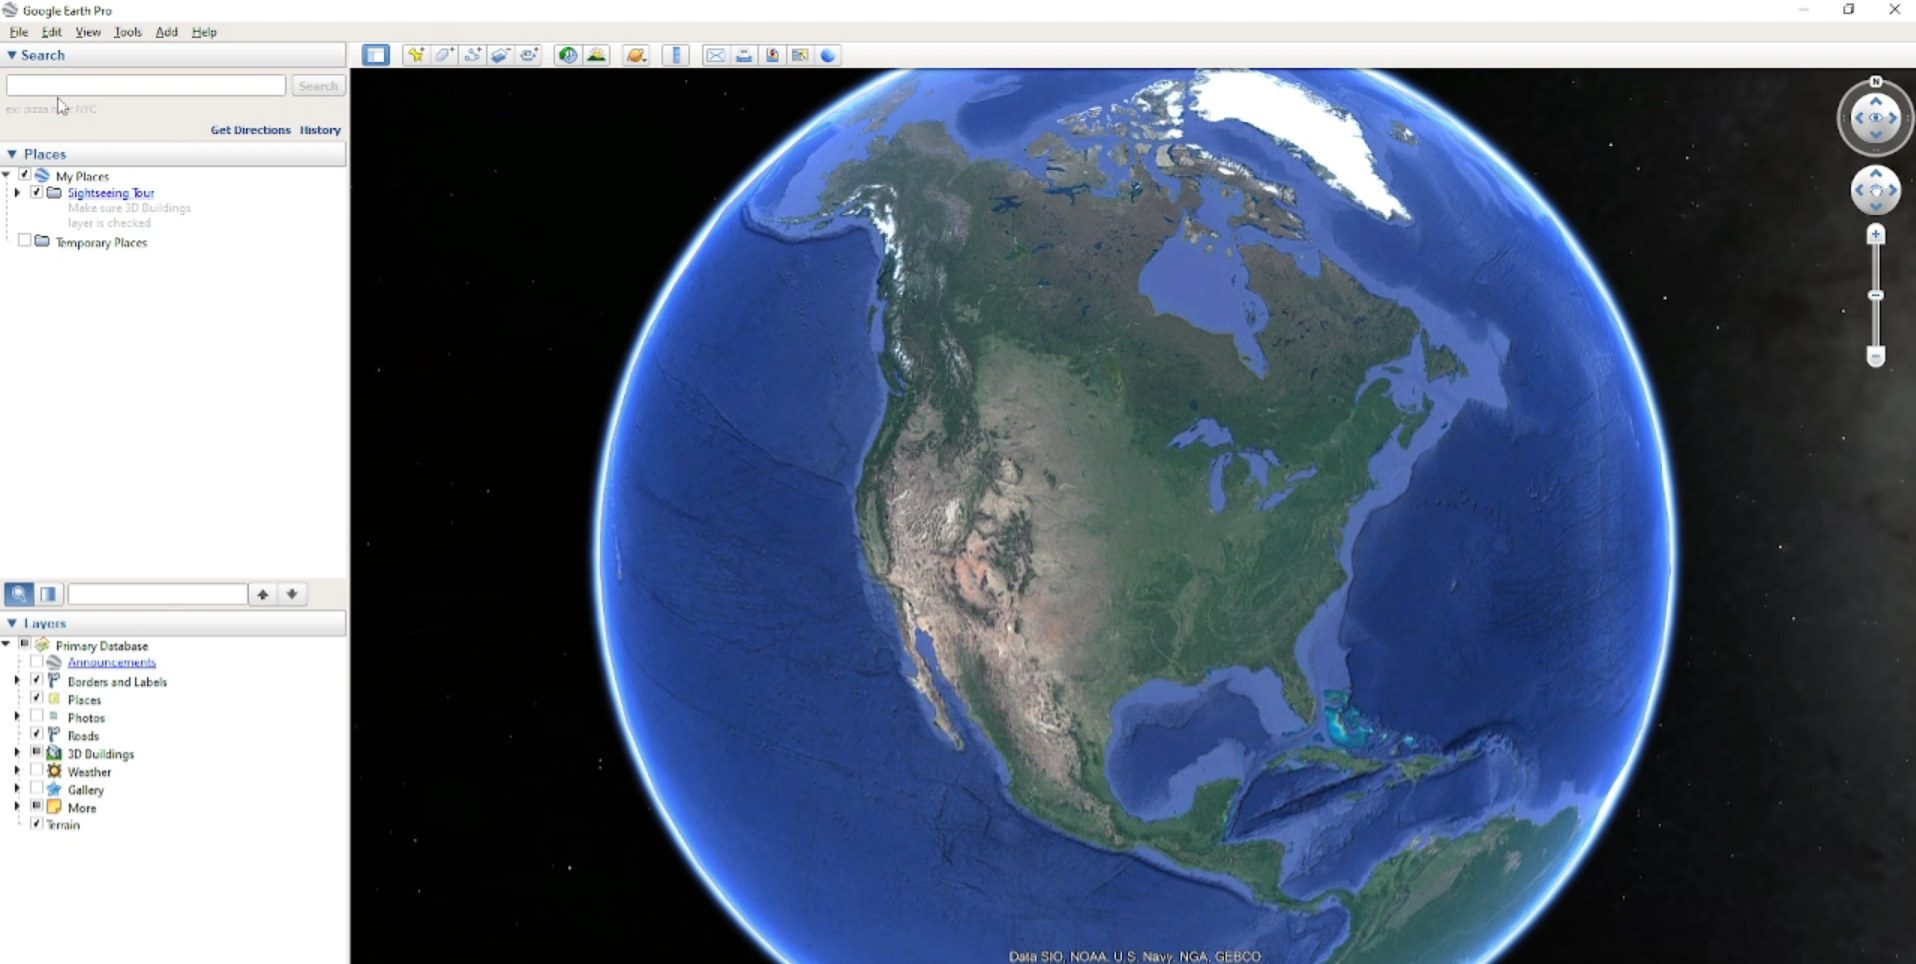 Google Earth Pro
File Edit View Tools Add Help
Search
Search
ex: pizza near NYC
Get Directions History
Places
My Places
Sightseeing Tour
Make sure 3D Buildings
layer is checked
Temporary Places
Layers
Primary Database
Announcements
Borders and Labels
Places
Photos
Roads
3D Buildings
Weather
Gallery
More
Terrain
N
Data SIO, NOAA, U.S. Navy, NGA, GEBCO